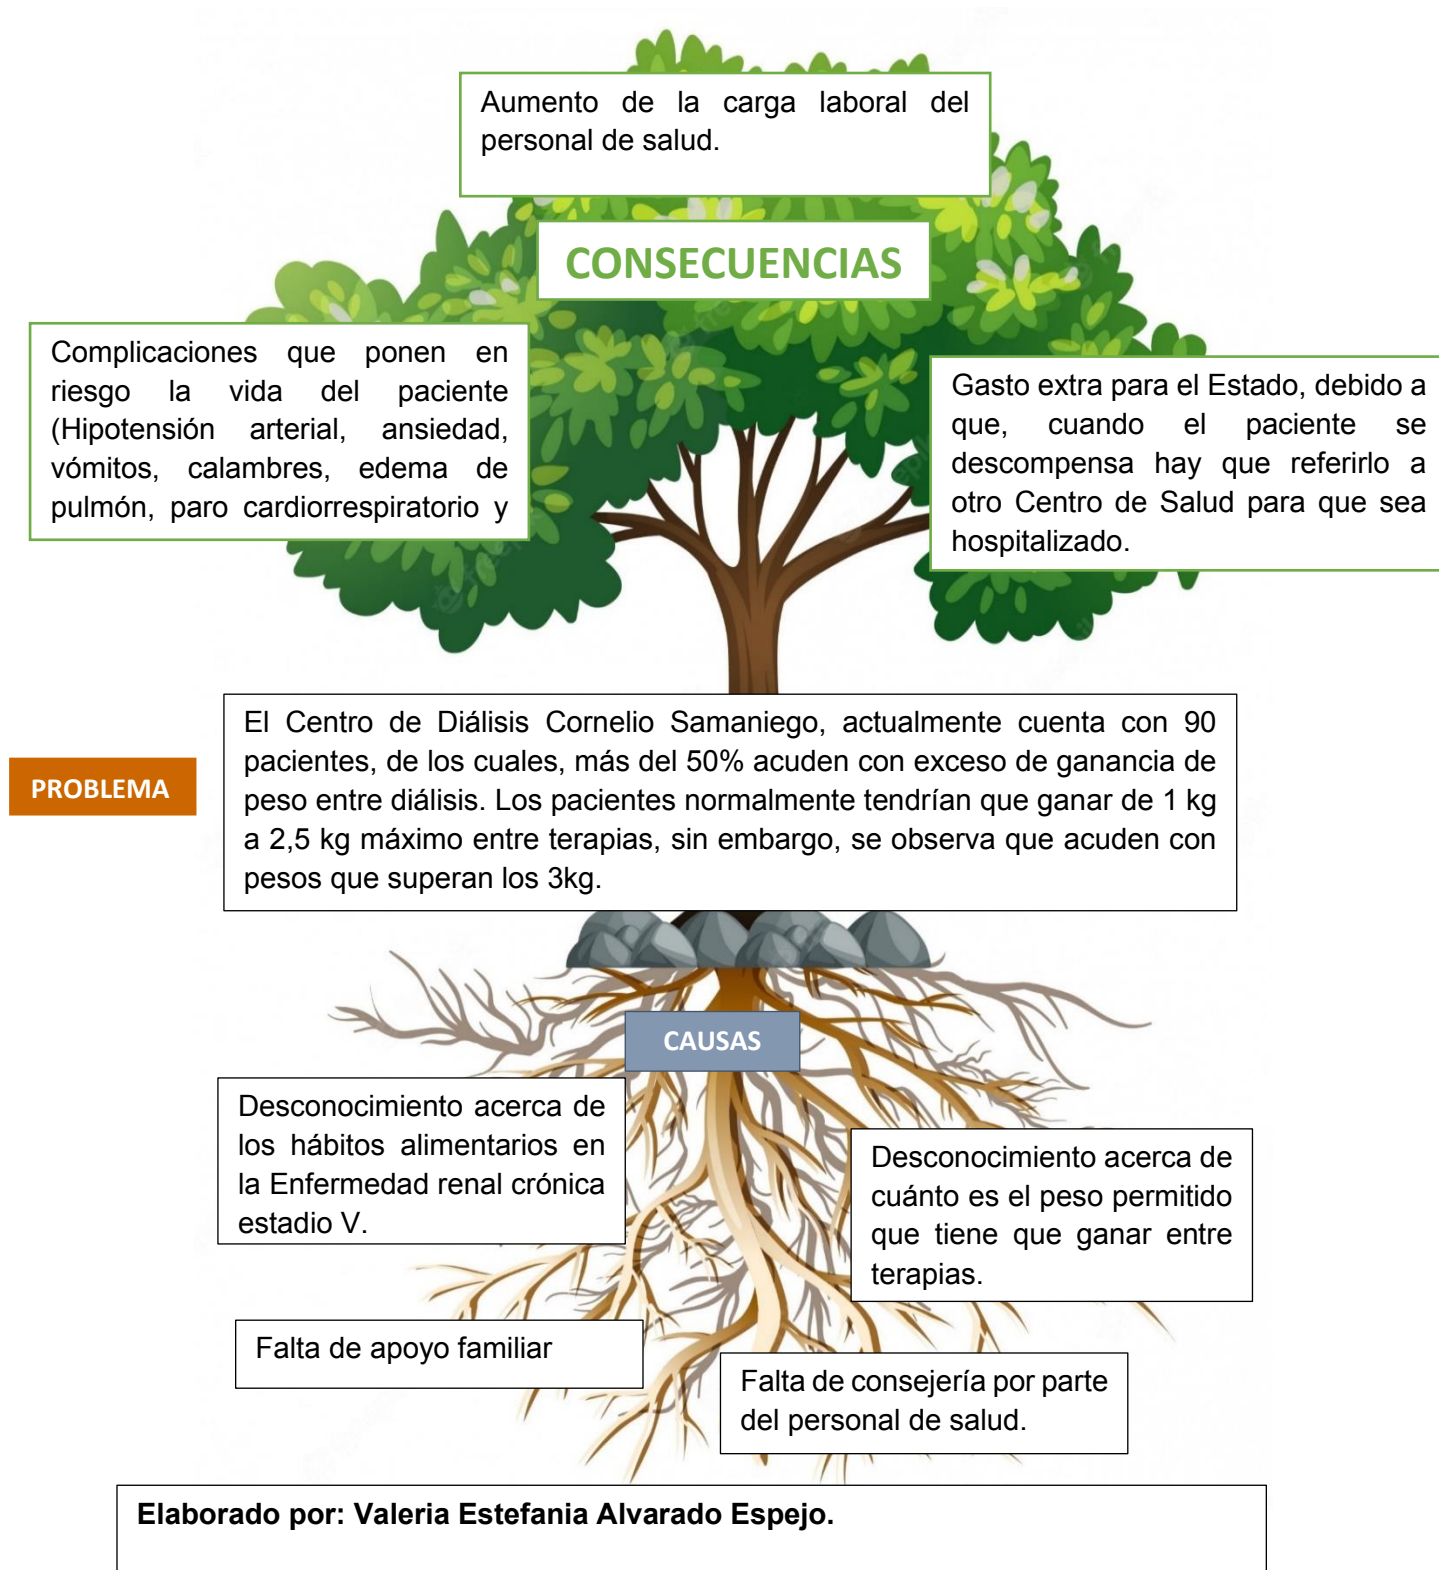 Aumento de la carga laboral del
personal de salud.
CONSECUENCIAS
Complicaciones que ponen en
riesgo la vida del paciente
(Hipotensión arterial, ansiedad,
vómitos, calambres, edema de
pulmón, paro cardiorrespiratorio y
Gasto extra para el Estado, debido a
que, cuando el paciente se
descompensa hay que referirlo a
otro Centro de Salud para que sea
hospitalizado.
PROBLEMA
El Centro de Diálisis Cornelio Samaniego, actualmente cuenta con 90
pacientes, de los cuales, más del 50% acuden con exceso de ganancia de
peso entre diálisis. Los pacientes normalmente tendrían que ganar de 1 kg
a 2,5 kg máximo entre terapias, sin embargo, se observa que acuden con
pesos que superan los 3kg.
CAUSAS
Desconocimiento acerca de
los hábitos alimentarios en
la Enfermedad renal crónica
estadio V.
Desconocimiento acerca de
cuánto es el peso permitido
que tiene que ganar entre
terapias.
Falta de apoyo familiar
Falta de consejería por parte
del personal de salud.
Elaborado por: Valeria Estefania Alvarado Espejo.